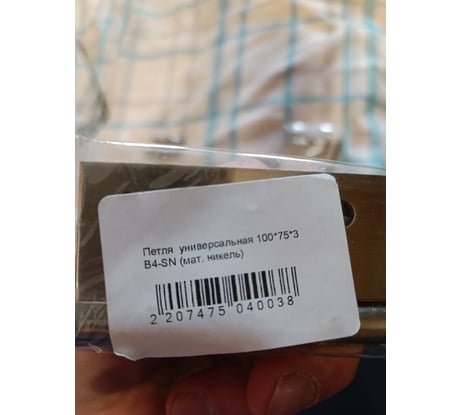 Петля универсальная 100*75*3
B4-SN (мат. никель)
2 207475 040038